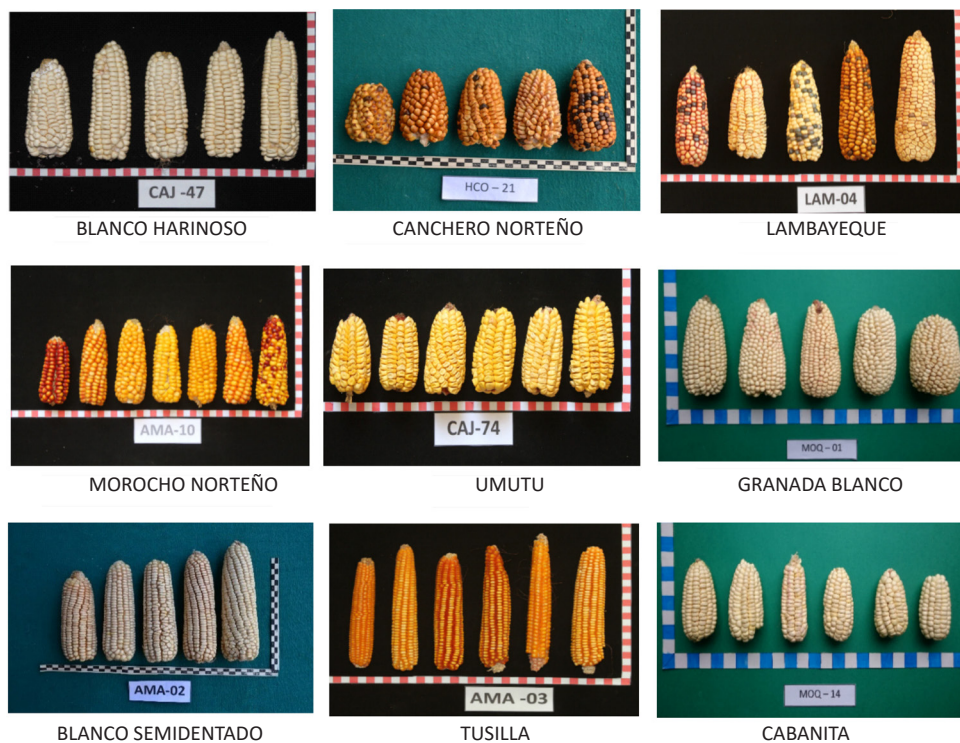 CAJ -47
HCO – 21
LAM-04
BLANCO HARINOSO
CANCHERO NORTEÑO
LAMBAYEQUE
AMA-10
CAJ-74
MOQ – 01
MOROCHO NORTEÑO
UMUTU
GRANADA BLANCO
AMA-02
AMA -03
MOQ – 14
BLANCO SEMIDENTADO
TUSILLA
CABANITA